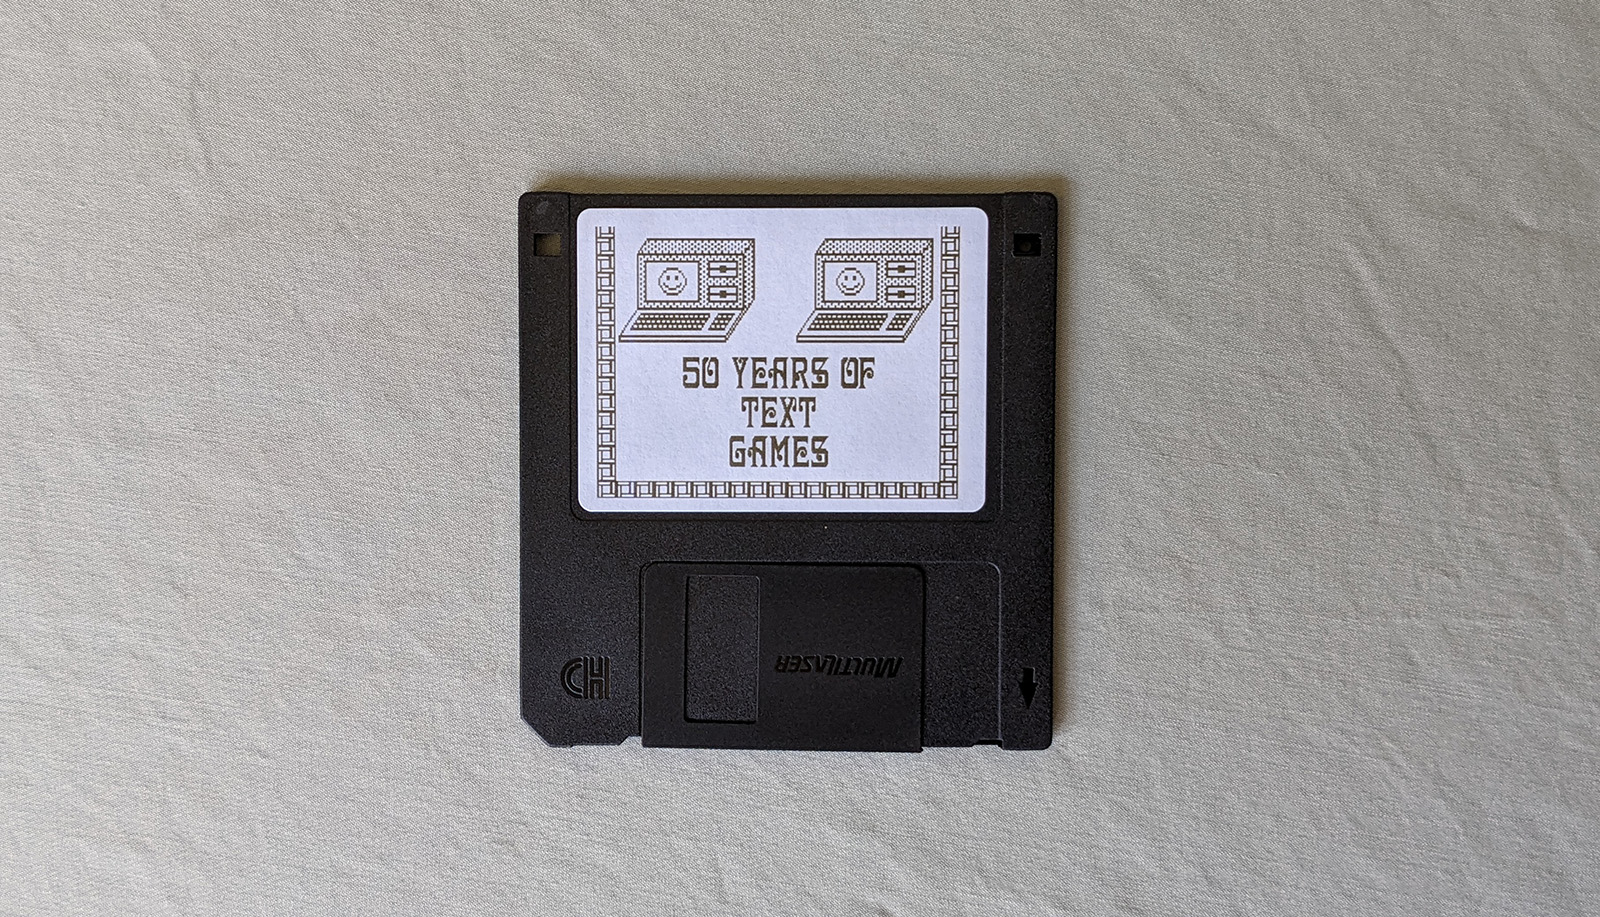 50 YEARS OF
TEXT
GAMES
HD
MULTILASER